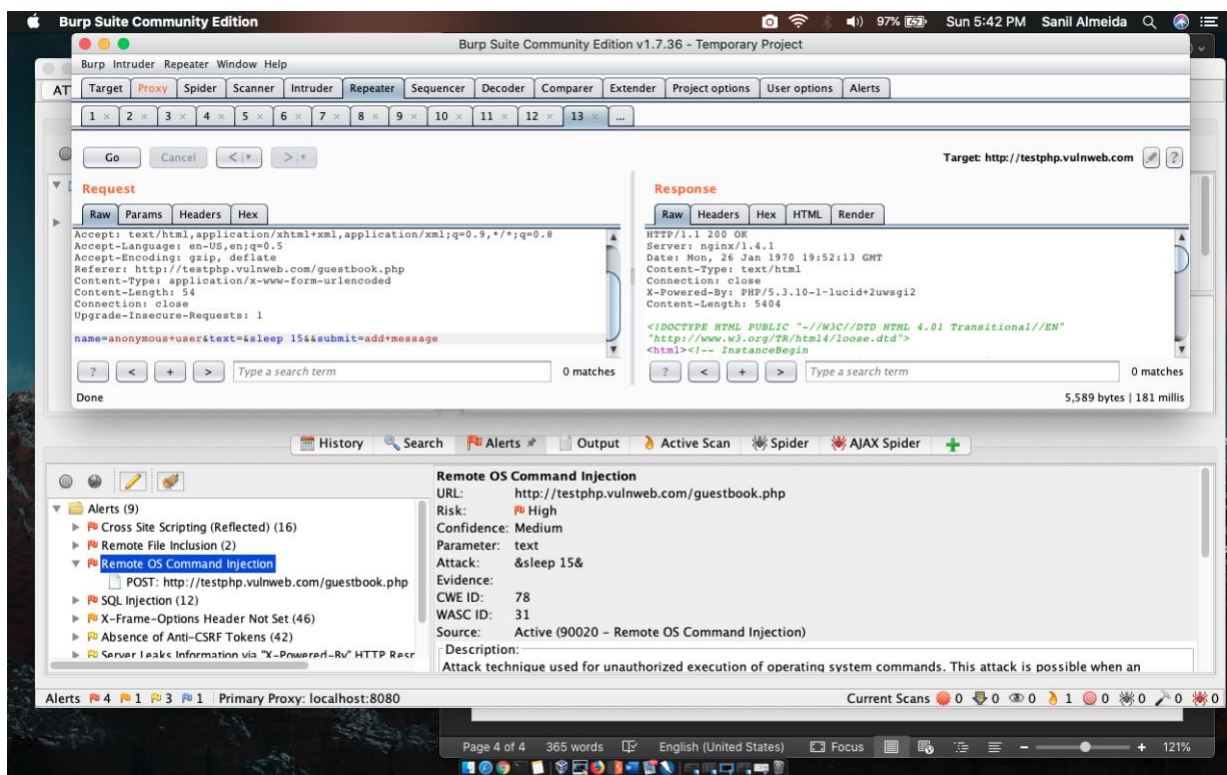 Burp Suite Community Edition 97% Sun 5:42 PM Sanil Almeida
Burp Suite Community Edition v1.7.36 - Temporary Project
Burp Intruder Repeater Window Help
AT
Target Proxy Spider Scanner Intruder Repeater Sequencer Decoder Comparer Extender Project options User options Alerts
1 × 2 × 3 × 4 × 5 × 6 × 7 × 8 × 9 × 10 × 11 × 12 × 13 × ...
Go Cancel < > Target: http://testphp.vulnweb.com ?
Request
Raw Params Headers Hex
Accept: text/html,application/xhtml+xml,application/xml;q=0.9,*/*;q=0.8
Accept-Language: en-US,en;q=0.5
Accept-Encoding: gzip, deflate
Referer: http://testphp.vulnweb.com/guestbook.php
Content-Type: application/x-www-form-urlencoded
Content-Length: 54
Connection: close
Upgrade-Insecure-Requests: 1
name=anonymous+user&text=&sleep 15&&submit=add+message
? < + > Type a search term 0 matches
Done
Response
Raw Headers Hex HTML Render
HTTP/1.1 200 OK
Server: nginx/1.4.1
Date: Mon, 26 Jan 1970 19:52:13 GMT
Content-Type: text/html
Connection: close
X-Powered-By: PHP/5.3.10-1~lucid+2uwsgi2
Content-Length: 5404
<!DOCTYPE HTML PUBLIC "-//W3C//DTD HTML 4.01 Transitional//EN"
"http://www.w3.org/TR/html4/loose.dtd">
<html><!-- InstanceBegin
? < + > Type a search term 0 matches
5,589 bytes | 181 millis
History Search Alerts Output Active Scan Spider AJAX Spider
Alerts (9)
Cross Site Scripting (Reflected) (16)
Remote File Inclusion (2)
Remote OS Command Injection
POST: http://testphp.vulnweb.com/guestbook.php
SQL Injection (12)
X-Frame-Options Header Not Set (46)
Absence of Anti-CSRF Tokens (42)
Server Leaks Information via "X-Powered-By" HTTP Resr
Remote OS Command Injection
URL: http://testphp.vulnweb.com/guestbook.php
Risk: High
Confidence: Medium
Parameter: text
Attack: &sleep 15&
Evidence:
CWE ID: 78
WASC ID: 31
Source: Active (90020 - Remote OS Command Injection)
Description:
Attack technique used for unauthorized execution of operating system commands. This attack is possible when an
Alerts 4 1 3 1 Primary Proxy: localhost:8080 Current Scans 0 0 0 1 0 0 0 0
Page 4 of 4 365 words English (United States) Focus 121%